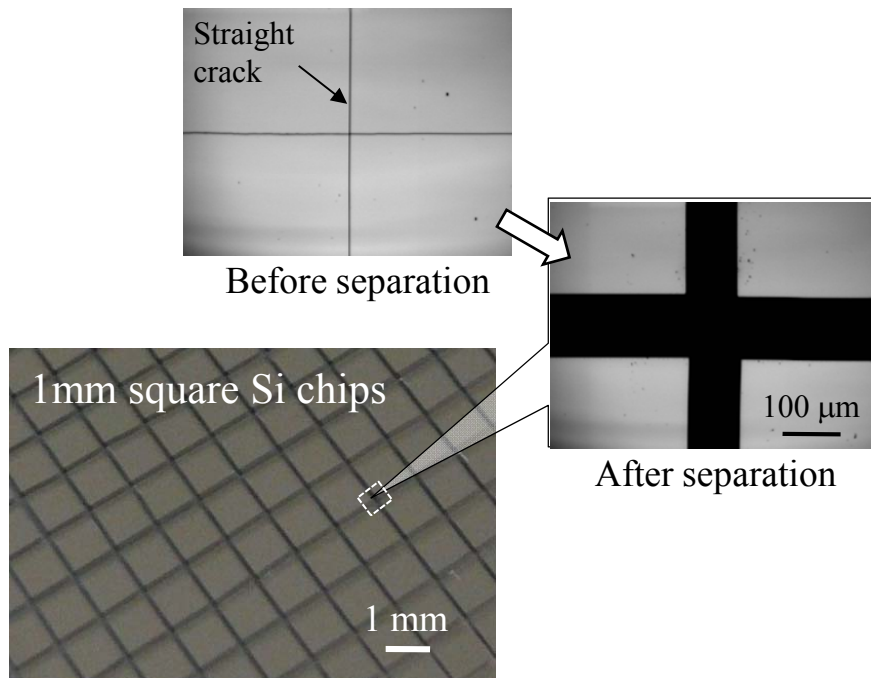 Straight
crack
Before separation
100 μm
After separation
1mm square Si chips
1 mm